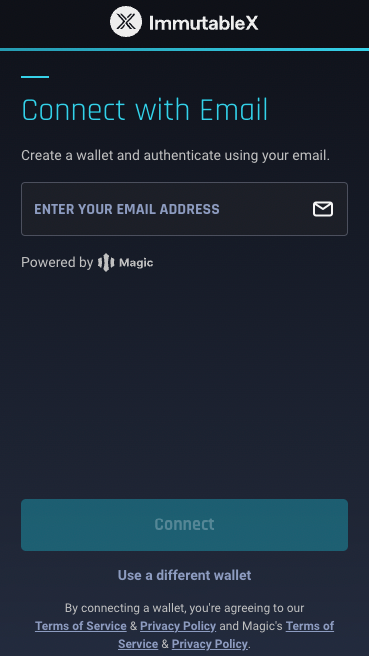 ImmutableX
Connect with Email
Create a wallet and authenticate using your email.
ENTER YOUR EMAIL ADDRESS
Powered by Magic
Connect
Use a different wallet
By connecting a wallet, you're agreeing to our
Terms of Service & Privacy Policy and Magic's Terms of
Service & Privacy Policy.